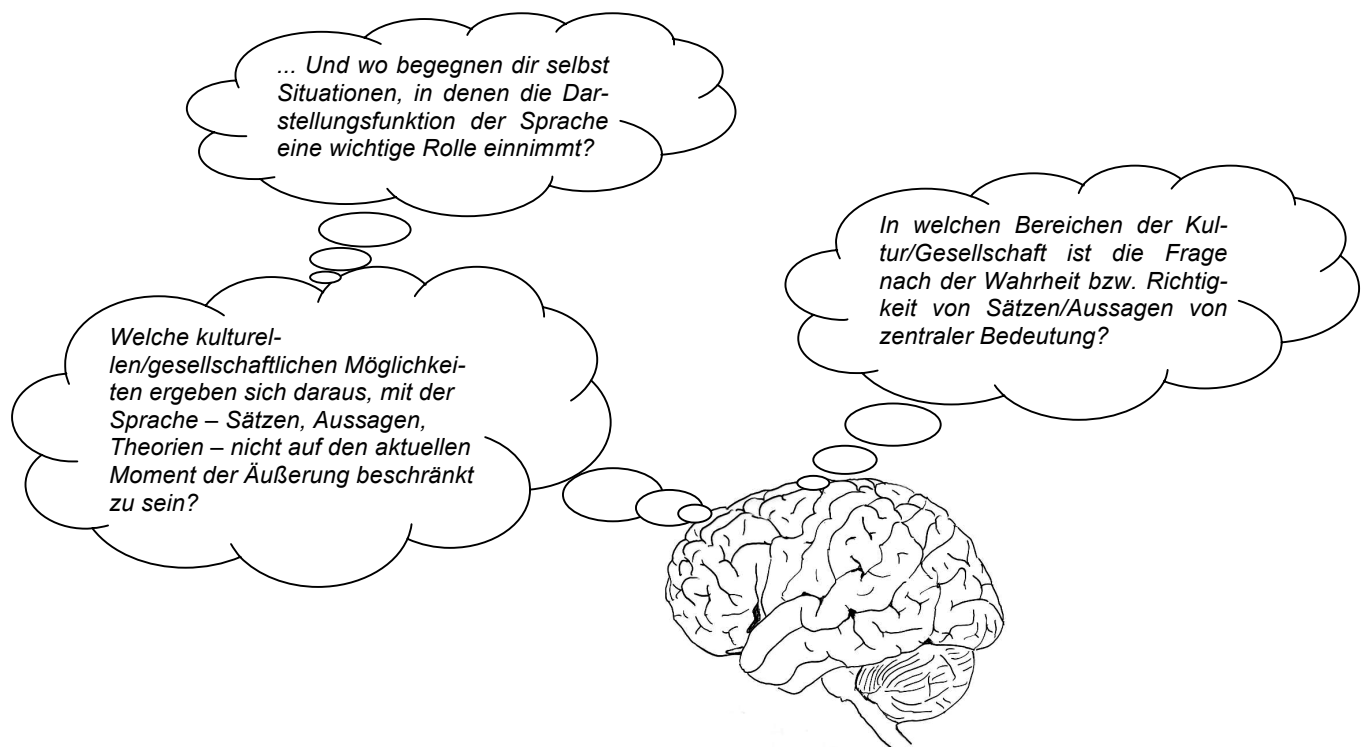 ... Und wo begegnen dir selbst
Situationen, in denen die Dar-
stellungsfunktion der Sprache
eine wichtige Rolle einnimmt?
In welchen Bereichen der Kul-
tur/Gesellschaft ist die Frage
nach der Wahrheit bzw. Richtig-
keit von Sätzen/Aussagen von
zentraler Bedeutung?
Welche kulturel-
len/gesellschaftlichen Möglichkei-
ten ergeben sich daraus, mit der
Sprache – Sätzen, Aussagen,
Theorien – nicht auf den aktuellen
Moment der Äußerung beschränkt
zu sein?